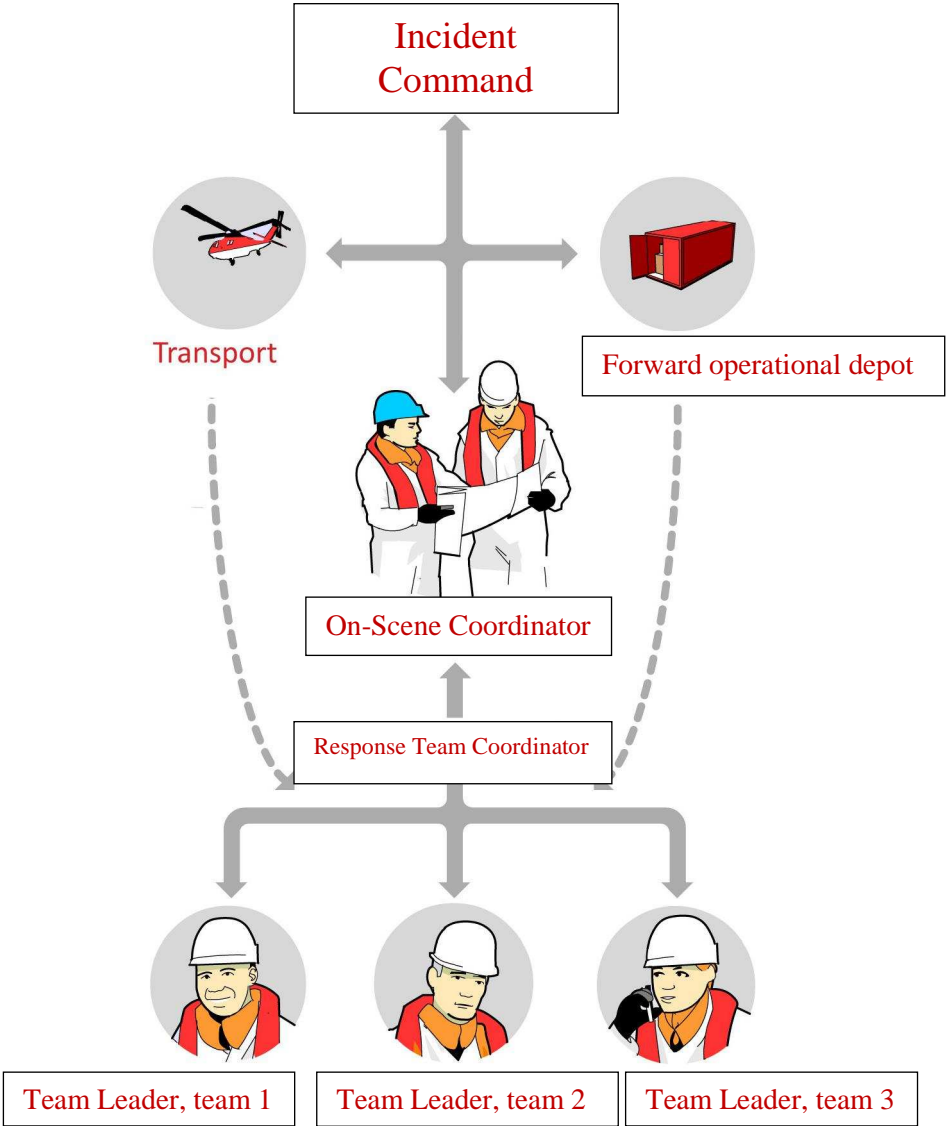 Incident
Command
Transport
Forward operational depot
On-Scene Coordinator
Response Team Coordinator
Team Leader, team 1
Team Leader, team 2
Team Leader, team 3